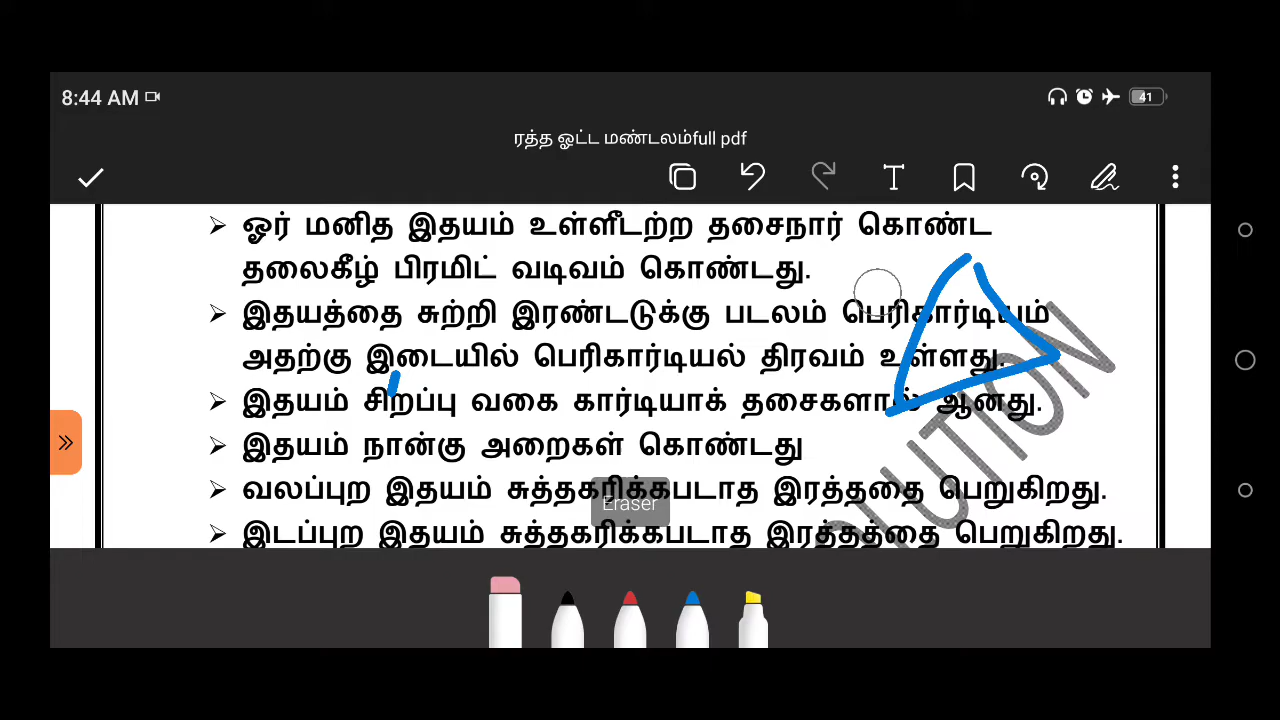 8:44 AM
41
ரத்த ஓட்ட மண்டலம்full pdf
T
➢ ஓர் மனித இதயம் உள்ளீடற்ற தசைநார் கொண்ட
தலைகீழ் பிரமிட் வடிவம் கொண்டது.
➢ இதயத்தை சுற்றி இரண்டடுக்கு படலம் பெரிகார்டியம்
அதற்கு இடையில் பெரிகார்டியல் திரவம் உள்ளது.
➢ இதயம் சிறப்பு வகை கார்டியாக் தசைகளால் ஆனது.
➢ இதயம் நான்கு அறைகள் கொண்டது
➢ வலப்புற இதயம் சுத்தகரிக்கபடாத இரத்ததை பெறுகிறது.
➢ இடப்புற இதயம் சுத்தகரிக்கபடாத இரத்தத்தை பெறுகிறது.
Eraser